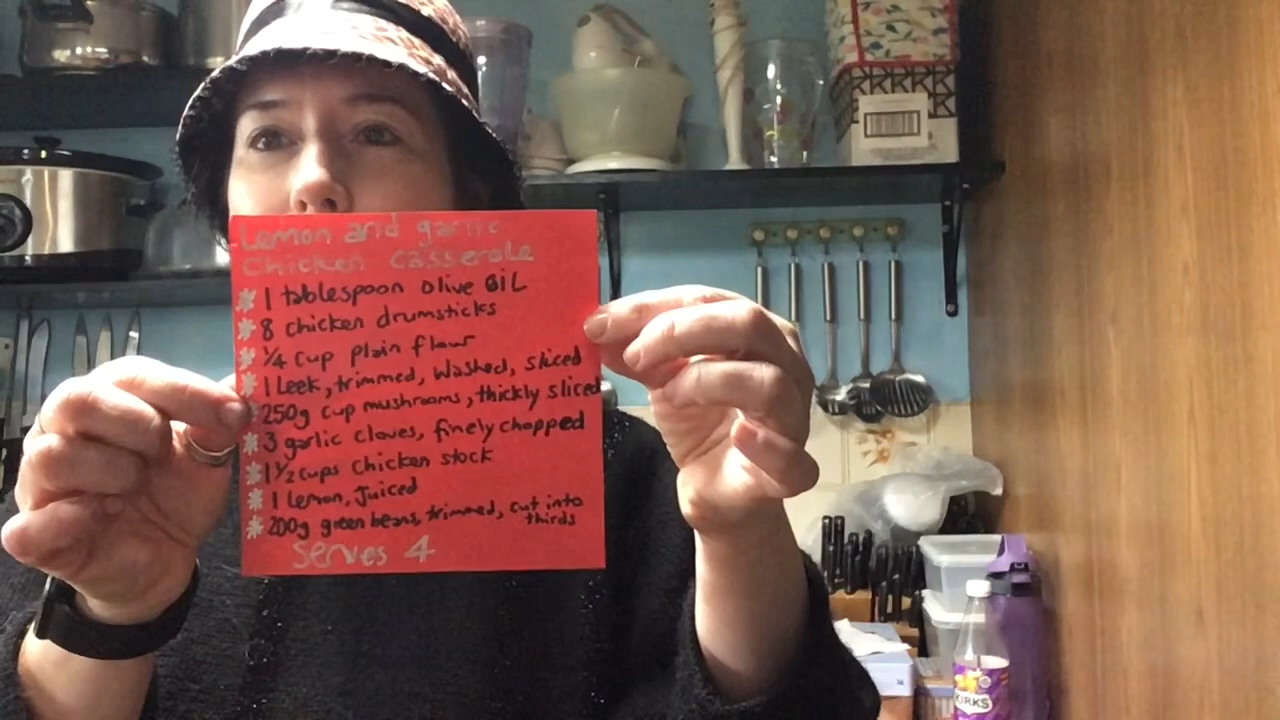 Lemon and garlic
chicken casserole
* 1 tablespoon olive OIL
* 8 chicken drumsticks
* 1/4 cup plain flour
* 1 Leek, trimmed, washed, sliced
* 250g cup mushrooms, thickly sliced
* 3 garlic cloves, finely chopped
* 1 1/2 cups chicken stock
* 1 lemon, juiced
* 200g green beans, trimmed, cut into
thirds
serves 4
KIRKS